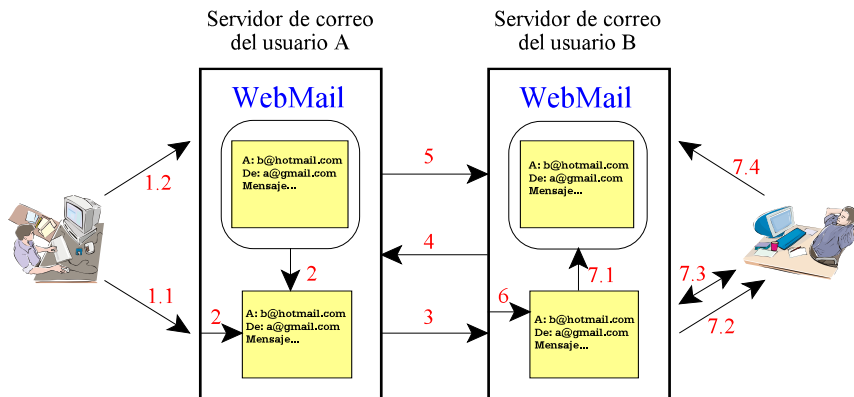 Servidor de correo
del usuario A
Servidor de correo
del usuario B
WebMail
WebMail
A: b@hotmail.com
De: a@gmail.com
Mensaje...
A: b@hotmail.com
De: a@gmail.com
Mensaje...
1.2
5
7.4
4
2
7.1
7.3
1.1
2
3
6
7.2
A: b@hotmail.com
De: a@gmail.com
Mensaje...
A: b@hotmail.com
De: a@gmail.com
Mensaje...